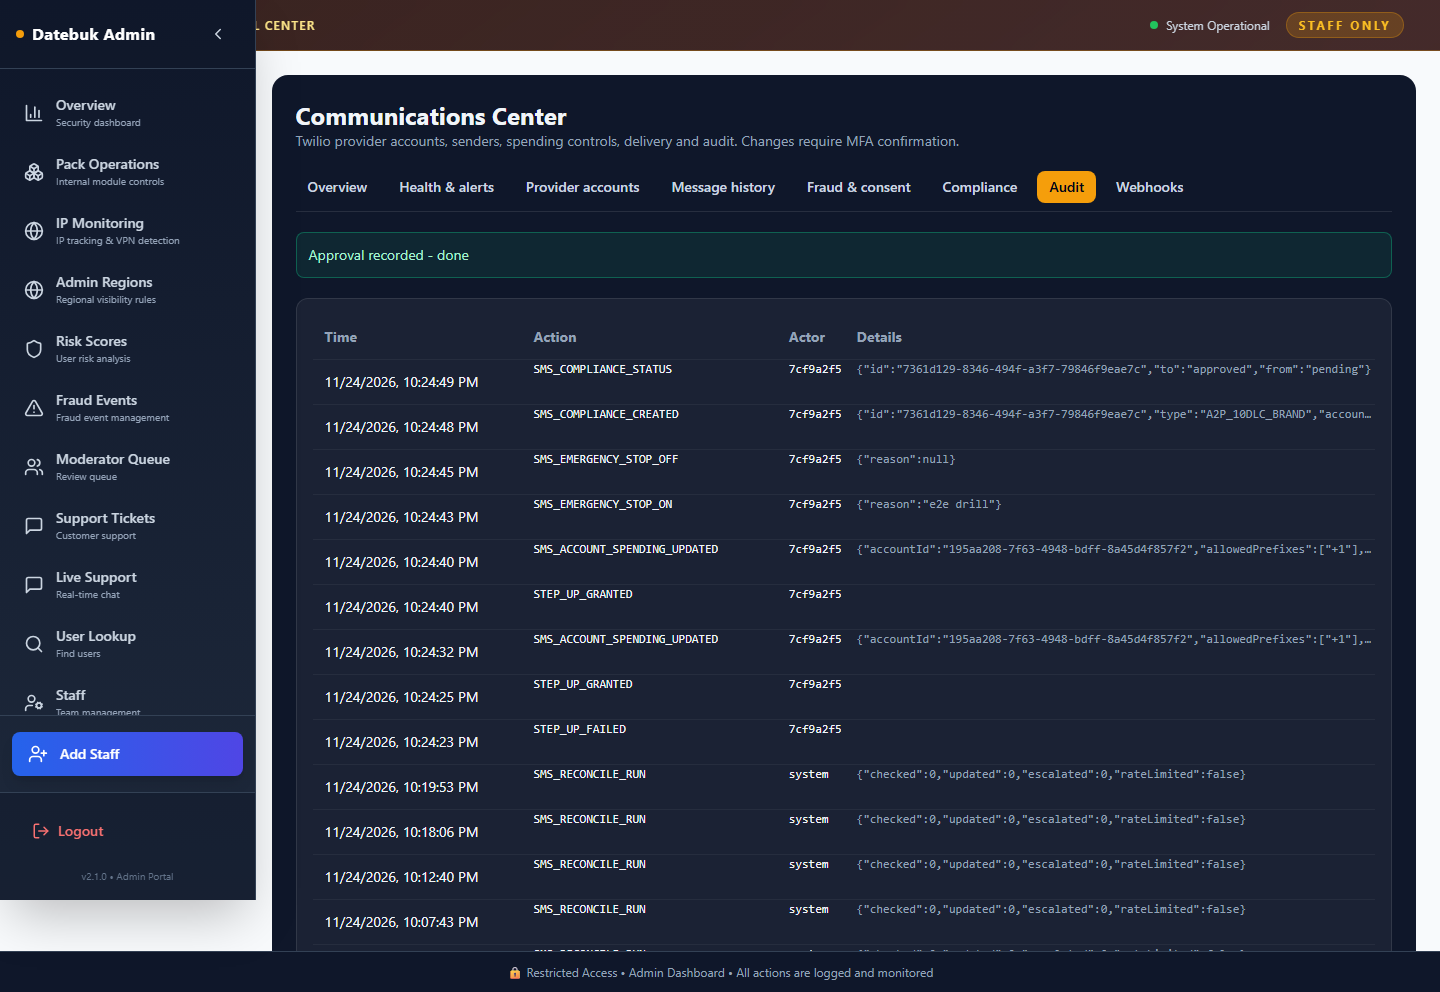 Datebuk Admin
L CENTER
System Operational
STAFF ONLY
Overview
Security dashboard
Pack Operations
Internal module controls
IP Monitoring
IP tracking & VPN detection
Admin Regions
Regional visibility rules
Risk Scores
User risk analysis
Fraud Events
Fraud event management
Moderator Queue
Review queue
Support Tickets
Customer support
Live Support
Real-time chat
User Lookup
Find users
Staff
Team management
Add Staff
Logout
v2.1.0 • Admin Portal
Communications Center
Twilio provider accounts, senders, spending controls, delivery and audit. Changes require MFA confirmation.
Overview Health & alerts Provider accounts Message history Fraud & consent Compliance Audit Webhooks
Approval recorded - done
Time Action Actor Details
11/24/2026, 10:24:49 PM SMS_COMPLIANCE_STATUS 7cf9a2f5 {"id":"7361d129-8346-494f-a3f7-79846f9eae7c","to":"approved","from":"pending"}
11/24/2026, 10:24:48 PM SMS_COMPLIANCE_CREATED 7cf9a2f5 {"id":"7361d129-8346-494f-a3f7-79846f9eae7c","type":"A2P_10DLC_BRAND","accoun…
11/24/2026, 10:24:45 PM SMS_EMERGENCY_STOP_OFF 7cf9a2f5 {"reason":null}
11/24/2026, 10:24:43 PM SMS_EMERGENCY_STOP_ON 7cf9a2f5 {"reason":"e2e drill"}
11/24/2026, 10:24:40 PM SMS_ACCOUNT_SPENDING_UPDATED 7cf9a2f5 {"accountId":"195aa208-7f63-4948-bdff-8a45d4f857f2","allowedPrefixes":["+1"],…
11/24/2026, 10:24:40 PM STEP_UP_GRANTED 7cf9a2f5
11/24/2026, 10:24:32 PM SMS_ACCOUNT_SPENDING_UPDATED 7cf9a2f5 {"accountId":"195aa208-7f63-4948-bdff-8a45d4f857f2","allowedPrefixes":["+1"],…
11/24/2026, 10:24:25 PM STEP_UP_GRANTED 7cf9a2f5
11/24/2026, 10:24:23 PM STEP_UP_FAILED 7cf9a2f5
11/24/2026, 10:19:53 PM SMS_RECONCILE_RUN system {"checked":0,"updated":0,"escalated":0,"rateLimited":false}
11/24/2026, 10:18:06 PM SMS_RECONCILE_RUN system {"checked":0,"updated":0,"escalated":0,"rateLimited":false}
11/24/2026, 10:12:40 PM SMS_RECONCILE_RUN system {"checked":0,"updated":0,"escalated":0,"rateLimited":false}
11/24/2026, 10:07:43 PM SMS_RECONCILE_RUN system {"checked":0,"updated":0,"escalated":0,"rateLimited":false}
Restricted Access • Admin Dashboard • All actions are logged and monitored